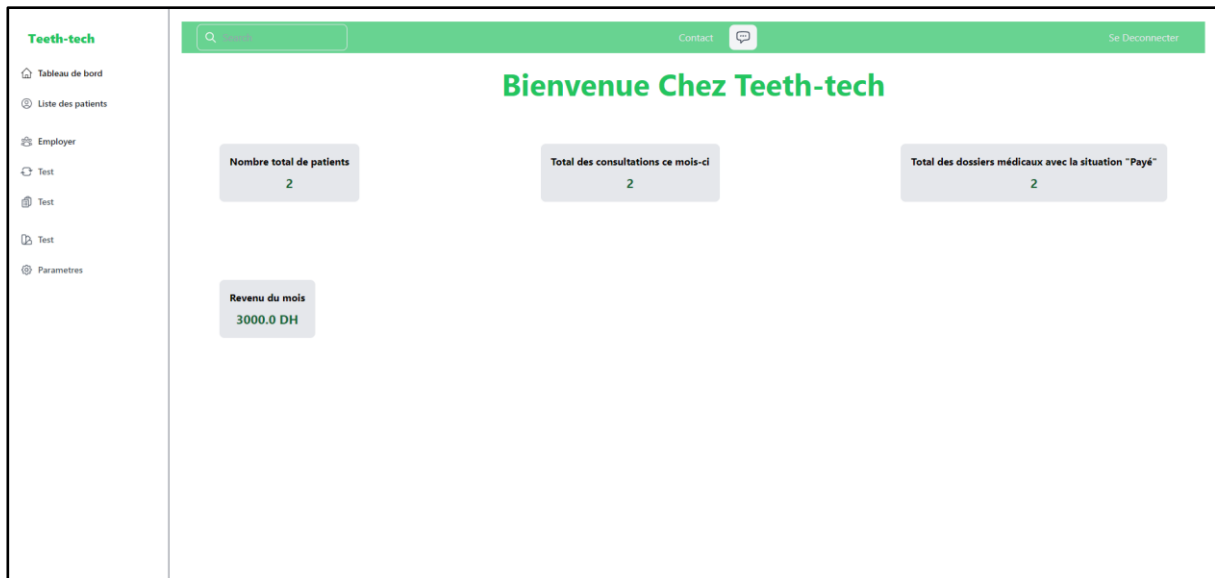 Teeth-tech
Tableau de bord
Liste des patients
Employer
Test
Test
Test
Parametres
Search
Contact
Se Deconnecter
Bienvenue Chez Teeth-tech
Nombre total de patients
2
Total des consultations ce mois-ci
2
Total des dossiers médicaux avec la situation "Payé"
2
Revenu du mois
3000.0 DH